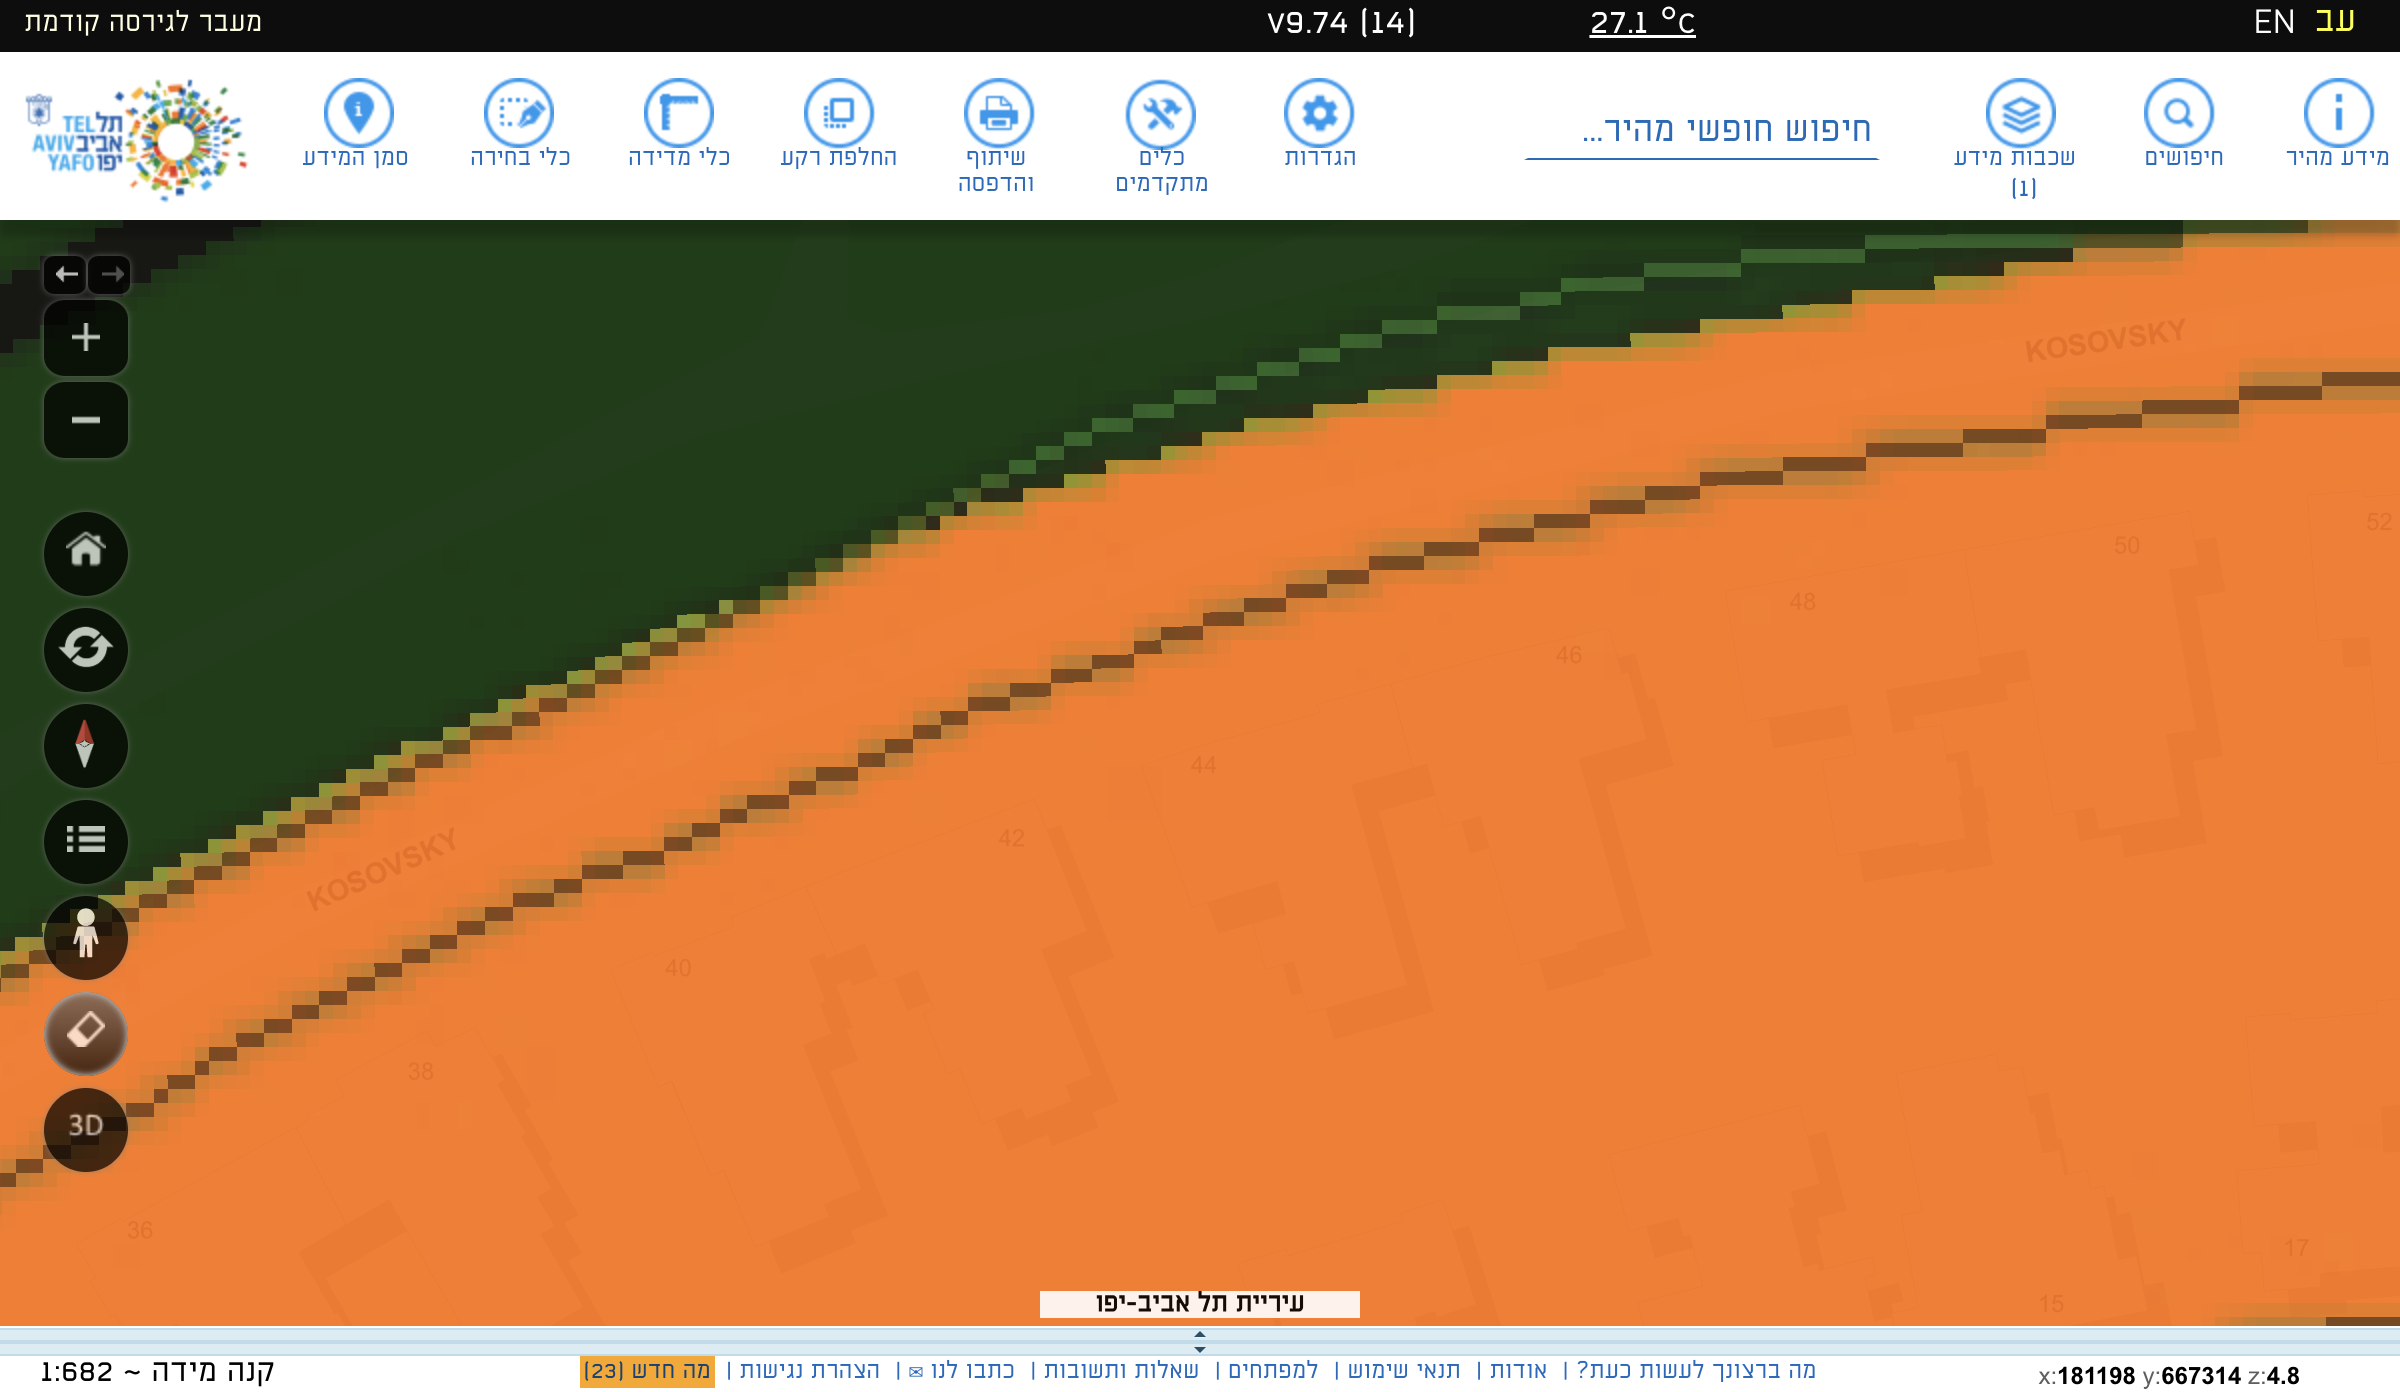 מעבר לגירסה קודמת
V9.74 (14)
27.1 °C
EN עב
תל אביב יפו
TEL AVIV YAFO
סמן המידע
כלי בחירה
כלי מדידה
החלפת רקע
שיתוף והדפסה
כלים מתקדמים
הגדרות
חיפוש חופשי מהיר...
שכבות מידע (1)
חיפושים
מידע מהיר
KOSOVSKY
52
50
48
46
44
42
KOSOVSKY
40
38
36
17
15
3D
עיריית תל אביב-יפו
קנה מידה ~ 1:682
מה ברצונך לעשות כעת? | אודות | תנאי שימוש | למפתחים | שאלות ותשובות | כתבו לנו ✉ | הצהרת נגישות | מה חדש (23)
x:181198 y:667314 z:4.8